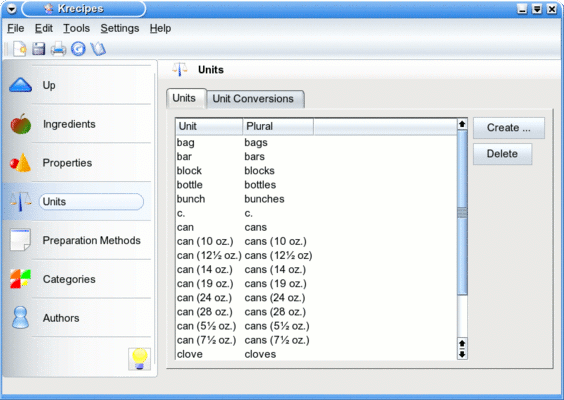 Krecipes
File Edit Tools Settings Help
Up
Ingredients
Properties
Units
Preparation Methods
Categories
Authors
Units
Units Unit Conversions
Unit Plural
bag bags
bar bars
block blocks
bottle bottles
bunch bunches
c. c.
can cans
can (10 oz.) cans (10 oz.)
can (12½ oz.) cans (12½ oz)
can (14 oz.) cans (14 oz.)
can (19 oz.) cans (19 oz.)
can (24 oz.) cans (24 oz.)
can (28 oz.) cans (28 oz.)
can (5½ oz.) cans (5½ oz.)
can (7½ oz.) cans (7½ oz.)
clove cloves
Create ...
Delete